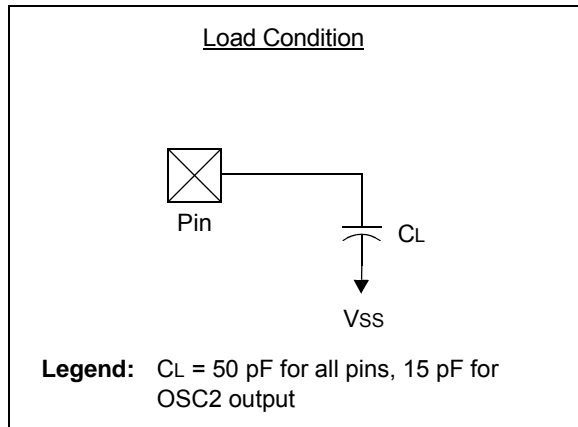 Load Condition
Pin
CL
VSS
Legend: CL = 50 pF for all pins, 15 pF for
OSC2 output